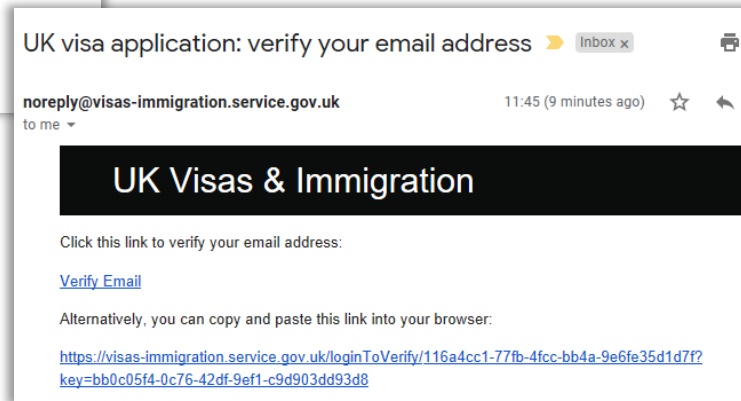 UK visa application: verify your email address Inbox x
noreply@visas-immigration.service.gov.uk 11:45 (9 minutes ago)
to me
UK Visas & Immigration
Click this link to verify your email address:
Verify Email
Alternatively, you can copy and paste this link into your browser:
https://visas-immigration.service.gov.uk/loginToVerify/116a4cc1-77fb-4fcc-bb4a-9e6fe35d1d7f?
key=bb0c05f4-0c76-42df-9ef1-c9d903dd93d8